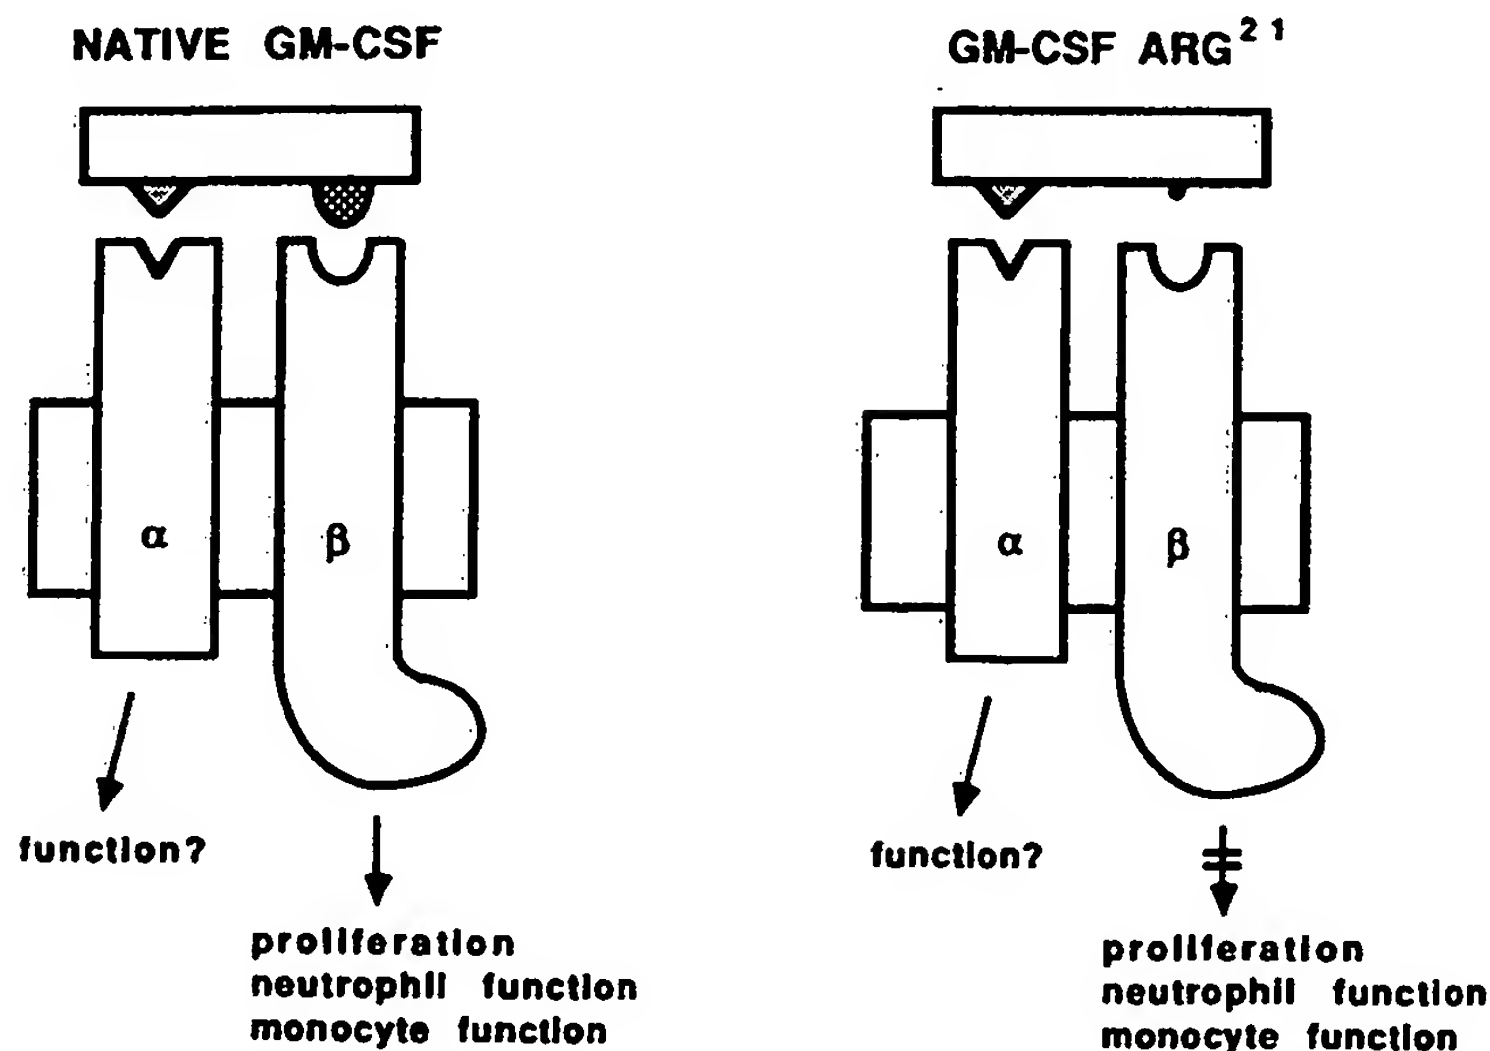 NATIVE GM-CSF
α
β
function?
proliferation
neutrophil function
monocyte function
GM-CSF ARG²¹
α
β
function?
proliferation
neutrophil function
monocyte function